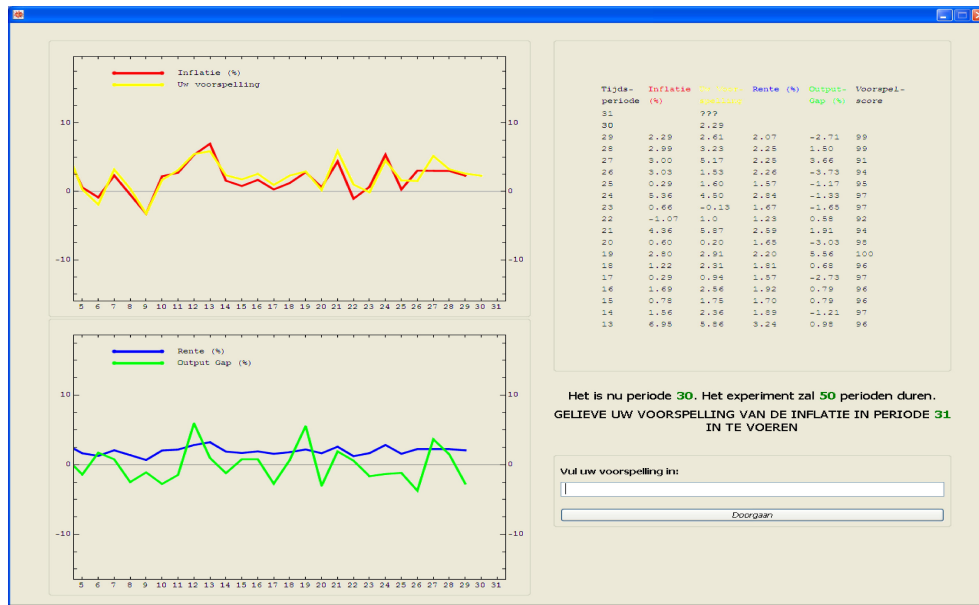 Inflatie (%)
Uw voorspelling
10
0
-10
10
0
-10
5 6 7 8 9 10 11 12 13 14 15 16 17 18 19 20 21 22 23 24 25 26 27 28 29 30 31
Rente (%)
Output Gap (%)
10
0
-10
10
0
-10
5 6 7 8 9 10 11 12 13 14 15 16 17 18 19 20 21 22 23 24 25 26 27 28 29 30 31
Tijds- Inflatie Rente (%) Output- Voorspel-
periode (%) Gap (%) score
31 ???
30 2.29
29 2.29 2.61 2.07 -2.71 99
28 2.99 3.23 2.25 1.50 99
27 3.00 5.17 2.25 3.66 91
26 3.03 1.53 2.26 -3.73 94
25 0.29 1.60 1.57 -1.17 95
24 5.36 4.50 2.84 -1.33 97
23 0.66 -0.13 1.67 -1.65 97
22 -1.07 1.0 1.23 0.58 92
21 4.36 5.87 2.59 1.91 94
20 0.60 0.20 1.65 -3.03 98
19 2.80 2.91 2.20 5.56 100
18 1.22 2.31 1.81 0.68 96
17 0.29 0.94 1.57 -2.73 97
16 1.69 2.56 1.92 0.79 96
15 0.78 1.75 1.70 0.79 96
14 1.56 2.36 1.89 -1.21 97
13 6.95 5.86 3.24 0.98 96
Het is nu periode 30. Het experiment zal 50 perioden duren.
GELIEVE UW VOORSPELLING VAN DE INFLATIE IN PERIODE 31
IN TE VOEREN
Vul uw voorspelling in:
Doorgaan